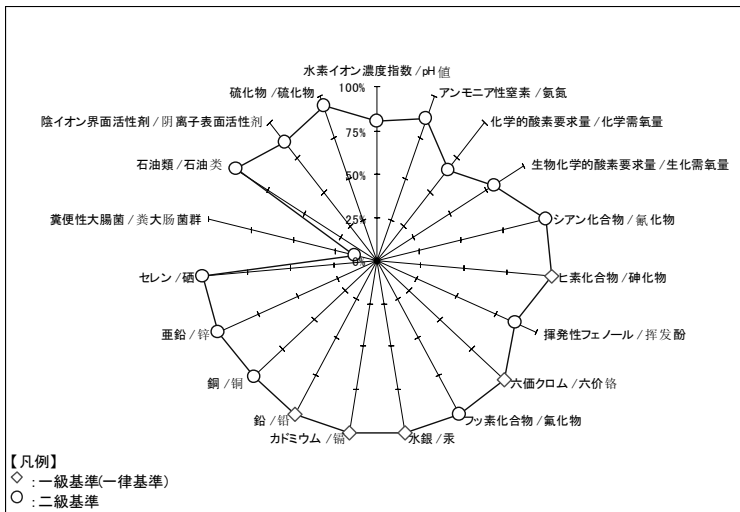 水素イオン濃度指数/pH値
100%
75%
50%
25%
0%
アンモニア性窒素/氨氮
化学的酸素要求量/化学需氧量
生物化学的酸素要求量/生化需氧量
シアン化合物/氰化物
ヒ素化合物/砷化物
揮発性フェノール/挥发酚
六価クロム/六价铬
フッ素化合物/氟化物
水銀/汞
カドミウム/镉
鉛/铅
銅/铜
亜鉛/锌
セレン/硒
糞便性大腸菌/粪大肠菌群
石油類/石油类
陰イオン界面活性剤/阴离子表面活性剂
硫化物/硫化物
【凡例】
◇:一級基準(一律基準)
○:二級基準